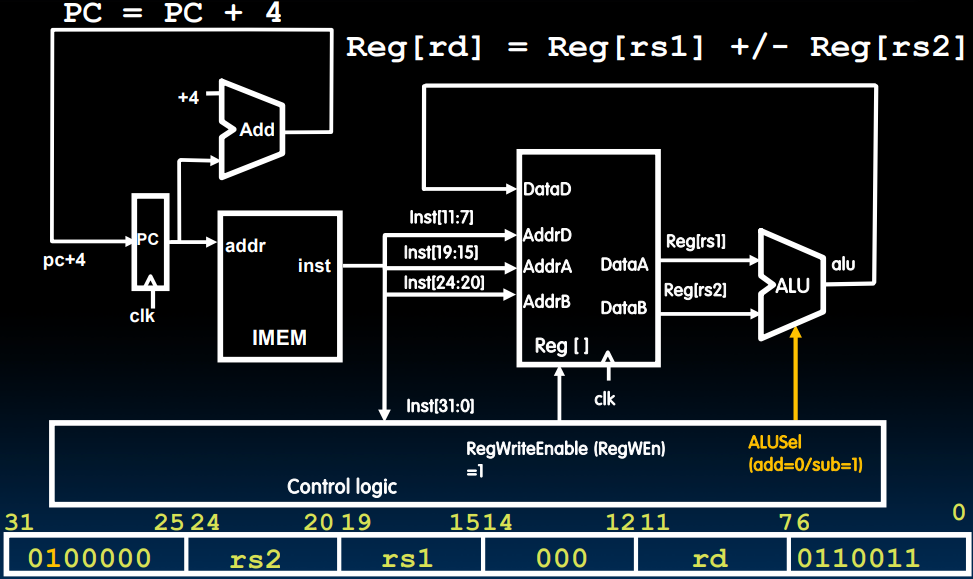 PC = PC + 4
Reg[rd] = Reg[rs1] +/- Reg[rs2]
+4
Add
DataD
Inst[11:7]
AddrD
Reg[rs1]
PC
addr
Inst[19:15]
AddrA
DataA
alu
pc+4
inst
Inst[24:20]
AddrB
Reg[rs2]
ALU
DataB
clk
IMEM
Reg []
clk
Inst[31:0]
RegWriteEnable (RegWEn)
=1
ALUSel
(add=0/sub=1)
Control logic
31 25 24 20 19 15 14 12 11 7 6 0
0100000 rs2 rs1 000 rd 0110011